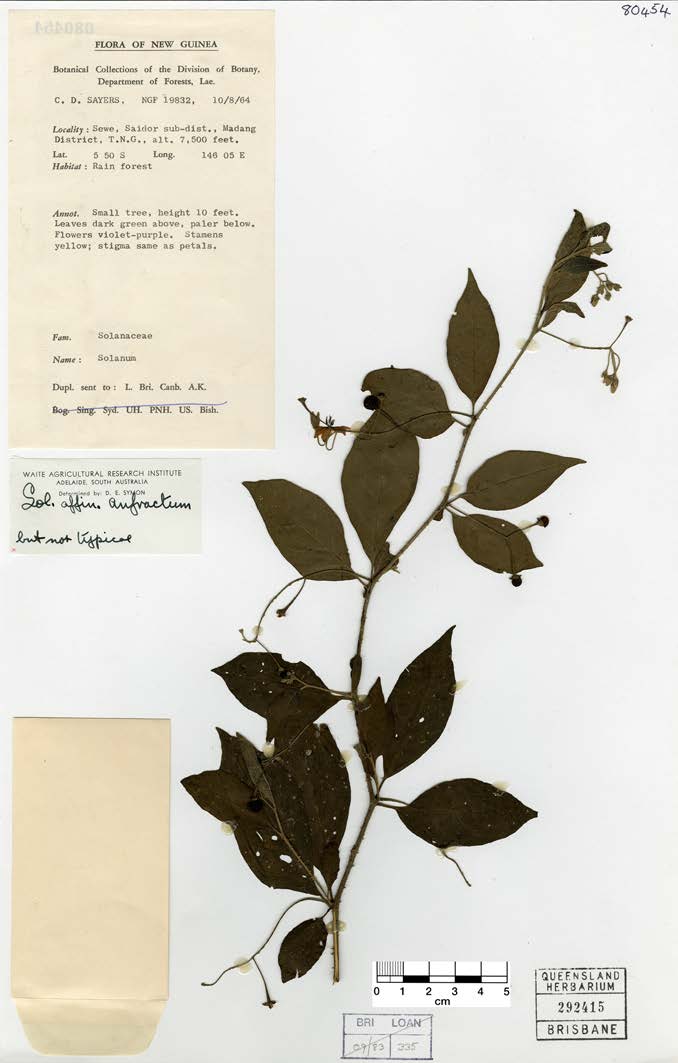 80454
080454
FLORA OF NEW GUINEA
Botanical Collections of the Division of Botany,
Department of Forests, Lae.
C. D. SAYERS, NGF 19832, 10/8/64
Locality : Sewe, Saidor sub-dist., Madang
District, T.N.G., alt. 7,500 feet.
Lat. 5 50 S Long. 146 05 E
Habitat : Rain forest
Annot. Small tree, height 10 feet.
Leaves dark green above, paler below.
Flowers violet-purple. Stamens
yellow; stigma same as petals.
Fam. Solanaceae
Name : Solanum
Dupl. sent to : L. Bri. Canb. A.K.
Bog. Sing. Syd. UH. PNH. US. Bish.
WAITE AGRICULTURAL RESEARCH INSTITUTE
ADELAIDE, SOUTH AUSTRALIA
Determined by: D. E. SYMON
Sol. affin. anfractum
but not typical
0 1 2 3 4 5
cm
QUEENSLAND
HERBARIUM
292415
BRISBANE
BRI LOAN
09/83 335